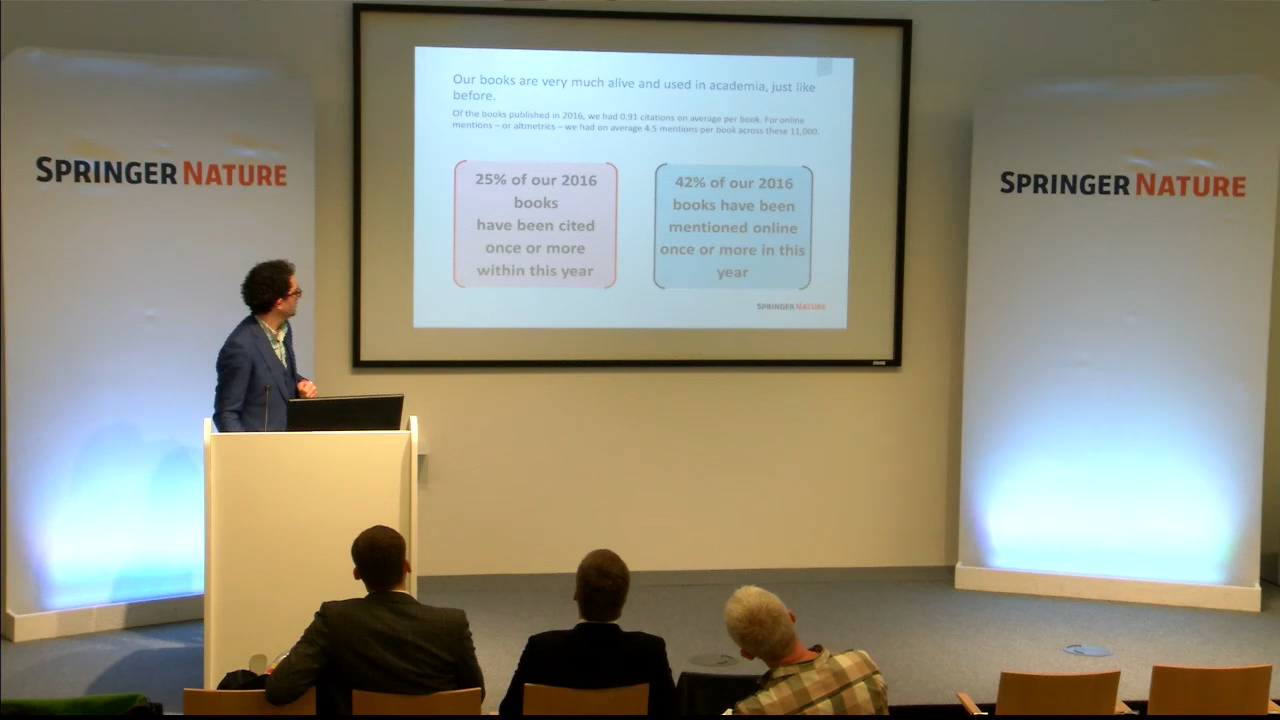 SPRINGER NATURE
Our books are very much alive and used in academia, just like
before.
Of the books published in 2016, we had 0.91 citations on average per book. For online
mentions – or altmetrics – we had on average 4.5 mentions per book across these 11,000.
25% of our 2016
books
have been cited
once or more
within this year
42% of our 2016
books have been
mentioned online
once or more in this
year
SPRINGER NATURE
SPRINGER NATURE